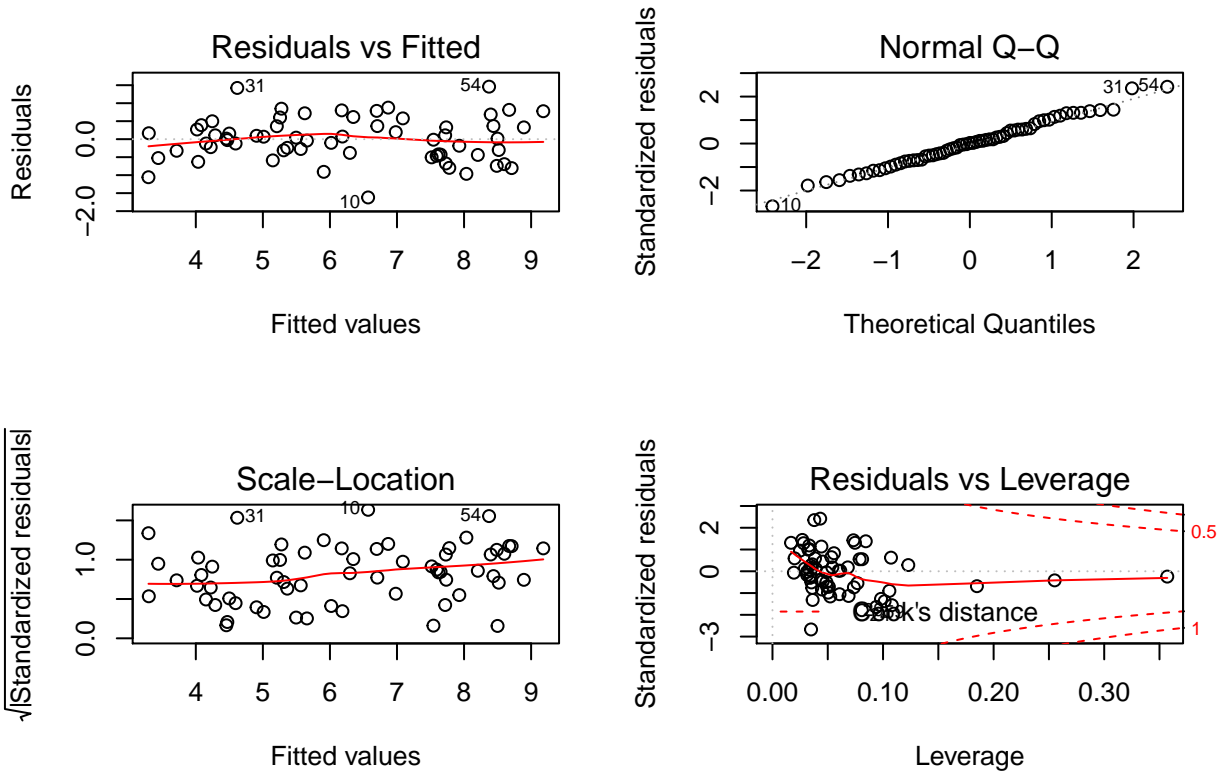 Residuals vs Fitted
Residuals
0.0
−2.0
31
54
10
4 5 6 7 8 9
Fitted values
Normal Q−Q
Standardized residuals
2
0
−2
31
54
10
−2 −1 0 1 2
Theoretical Quantiles
Scale−Location
√|Standardized residuals|
1.0
0.0
31
10
54
4 5 6 7 8 9
Fitted values
Residuals vs Leverage
Standardized residuals
2
0
−3
0.5
1
Cook's distance
0.00 0.10 0.20 0.30
Leverage